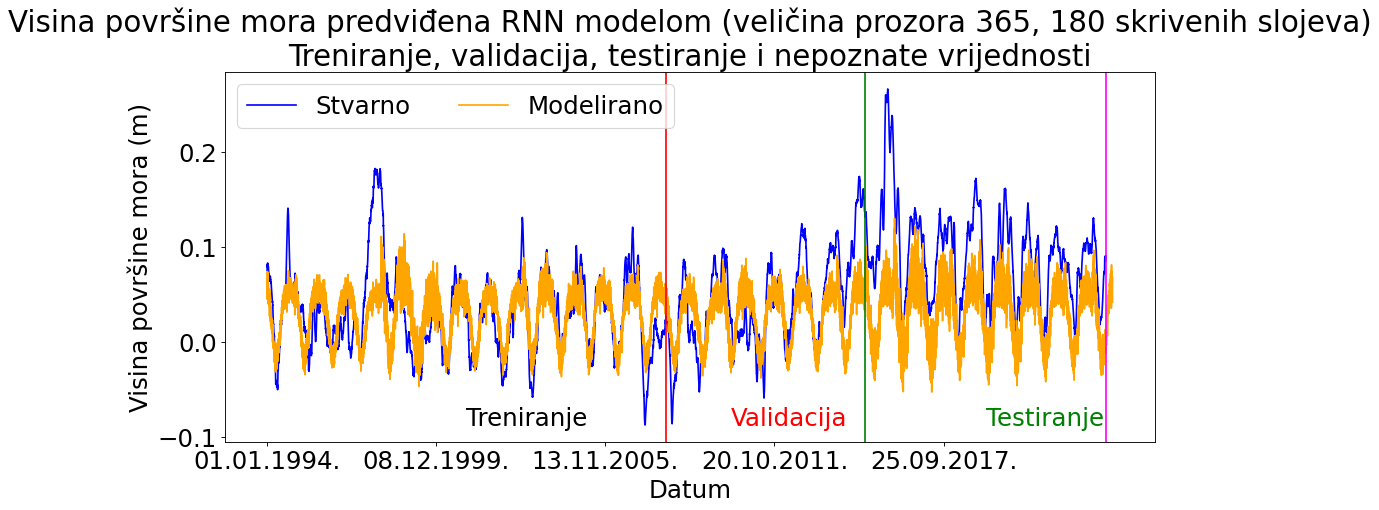 Visina površine mora predviđena RNN modelom (veličina prozora 365, 180 skrivenih slojeva)
Treniranje, validacija, testiranje i nepoznate vrijednosti
Stvarno Modelirano
Visina površine mora (m)
0.2
0.1
0.0
−0.1
Treniranje Validacija Testiranje
01.01.1994. 08.12.1999. 13.11.2005. 20.10.2011. 25.09.2017.
Datum